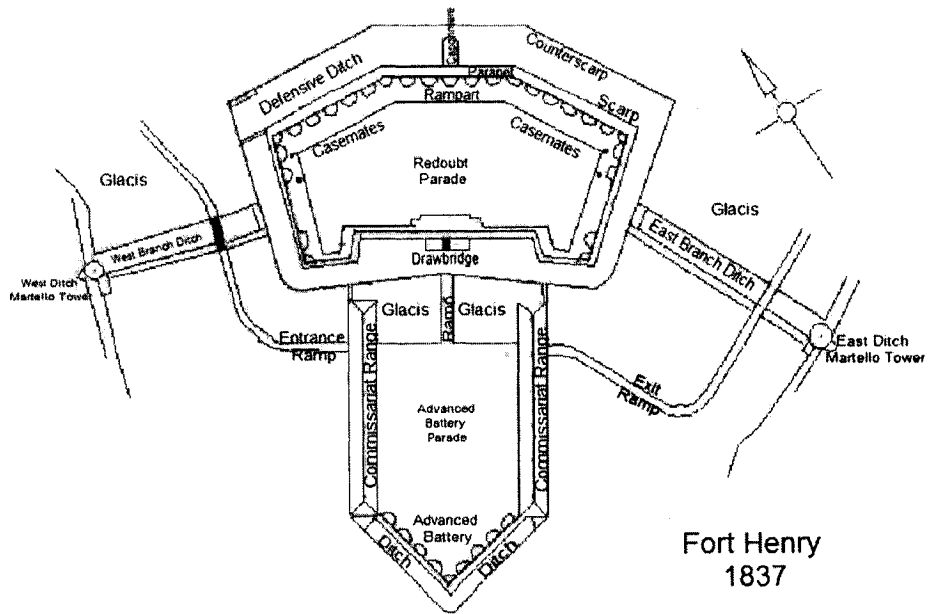 Caponniere
Counterscarp
Defensive Ditch
Parapet
Rampart
Scarp
Casemates
Casemates
Redoubt
Parade
Glacis
Glacis
West Branch Ditch
East Branch Ditch
Drawbridge
West Ditch
Martello Tower
Glacis
Ramp
Glacis
Entrance
Ramp
East Ditch
Martello Tower
Commissariat Range
Commissariat Range
Exit
Ramp
Advanced
Battery
Parade
Advanced
Battery
Ditch
Ditch
Fort Henry
1837